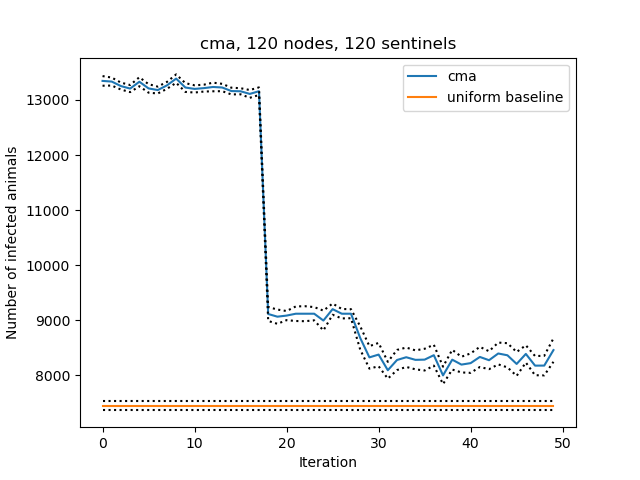 cma, 120 nodes, 120 sentinels
cma
uniform baseline
Number of infected animals
13000
12000
11000
10000
9000
8000
0 10 20 30 40 50
Iteration